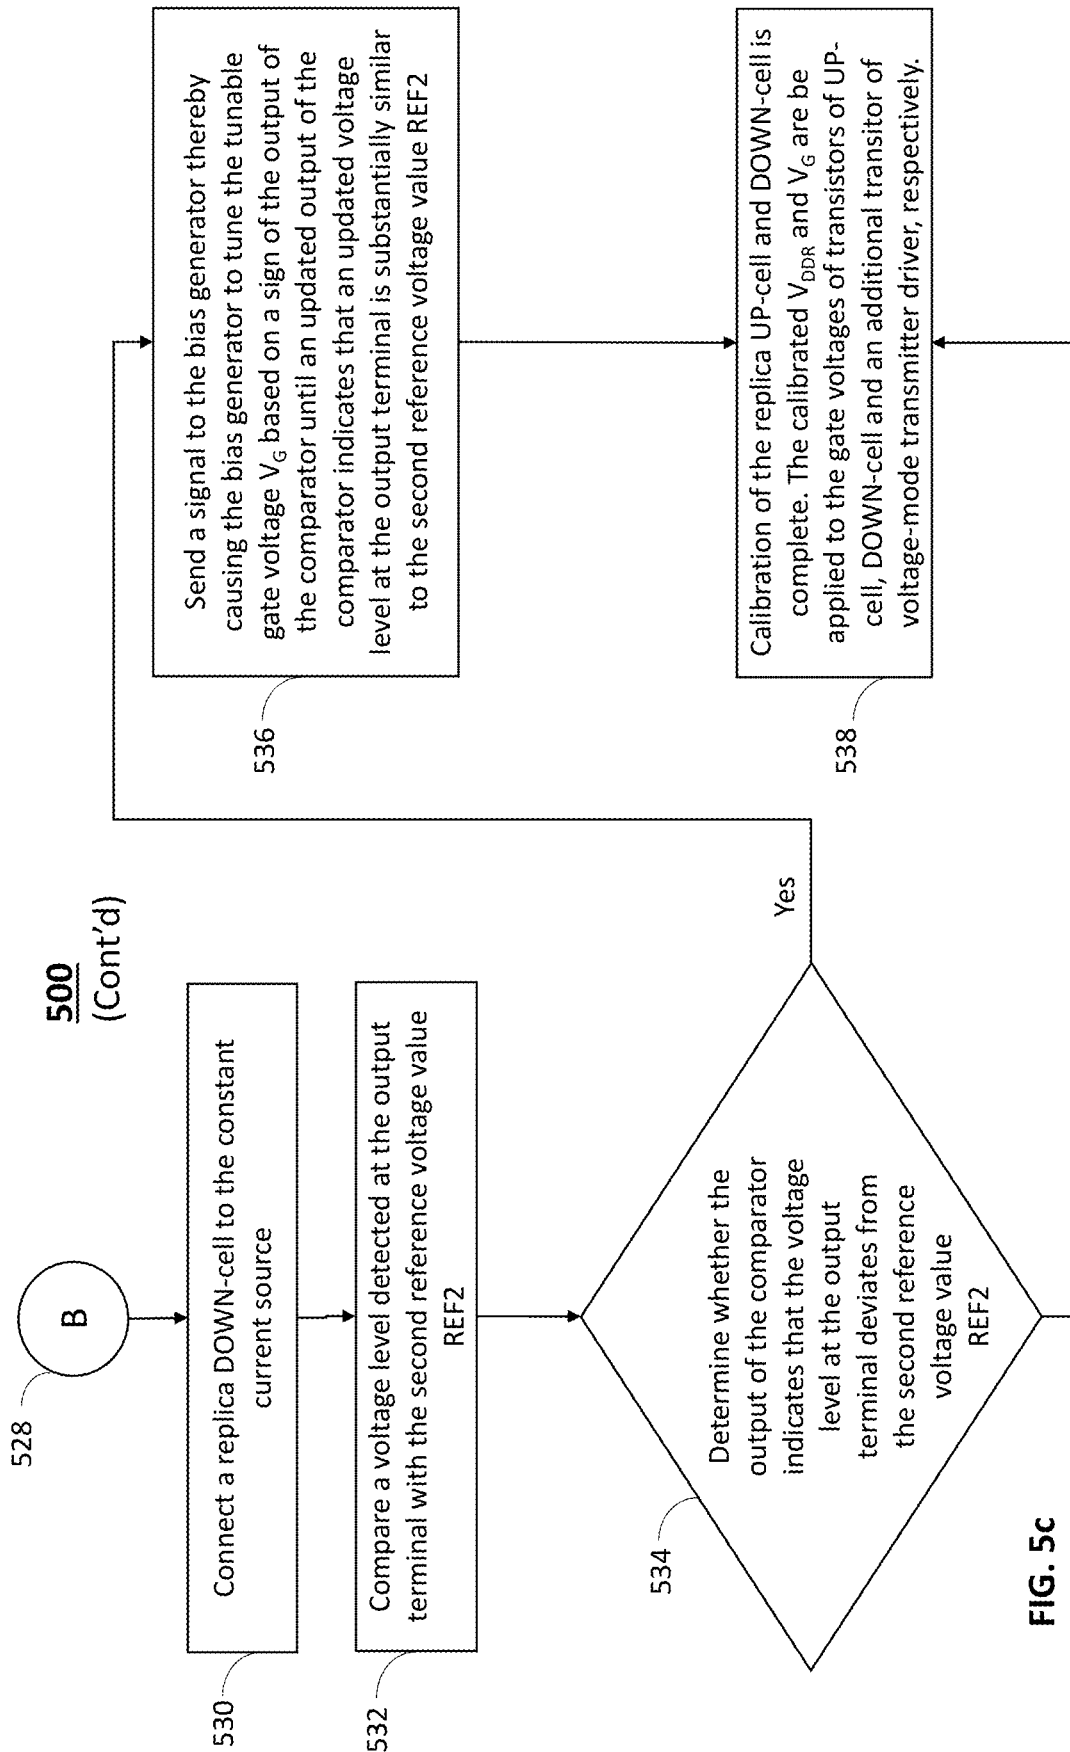 500
(Cont'd)
528
B
530
Connect a replica DOWN-cell to the constant
current source
532
Compare a voltage level detected at the output
terminal with the second reference voltage value
REF2
534
Determine whether the
output of the comparator
indicates that the voltage
level at the output
terminal deviates from
the second reference
voltage value
REF2
Yes
536
Send a signal to the bias generator thereby
causing the bias generator to tune the tunable
gate voltage VG based on a sign of the output of
the comparator until an updated output of the
comparator indicates that an updated voltage
level at the output terminal is substantially similar
to the second reference voltage value REF2
538
Calibration of the replica UP-cell and DOWN-cell is
complete. The calibrated VDDR and VG are be
applied to the gate voltages of transistors of UP-
cell, DOWN-cell and an additional transitor of
voltage-mode transmitter driver, respectively.
FIG. 5c